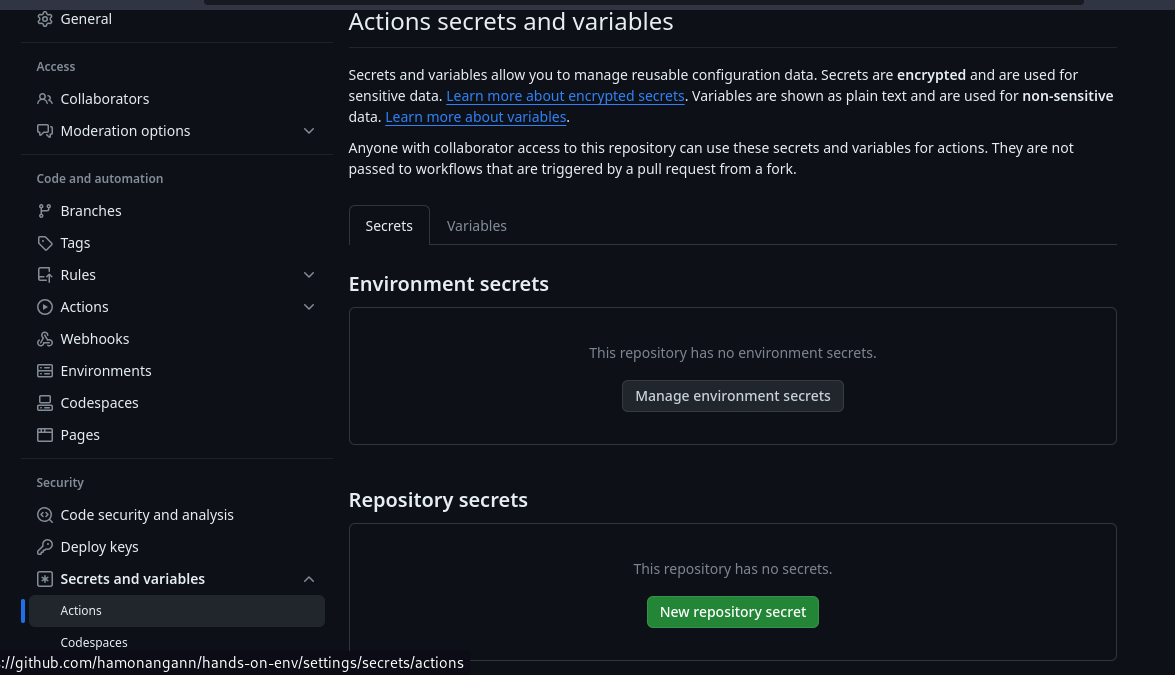 General
Access
Collaborators
Moderation options
Code and automation
Branches
Tags
Rules
Actions
Webhooks
Environments
Codespaces
Pages
Security
Code security and analysis
Deploy keys
Secrets and variables
Actions
Codespaces
Actions secrets and variables
Secrets and variables allow you to manage reusable configuration data. Secrets are encrypted and are used for
sensitive data. Learn more about encrypted secrets. Variables are shown as plain text and are used for non-sensitive
data. Learn more about variables.
Anyone with collaborator access to this repository can use these secrets and variables for actions. They are not
passed to workflows that are triggered by a pull request from a fork.
Secrets Variables
Environment secrets
This repository has no environment secrets.
Manage environment secrets
Repository secrets
This repository has no secrets.
New repository secret
://github.com/hamonangann/hands-on-env/settings/secrets/actions